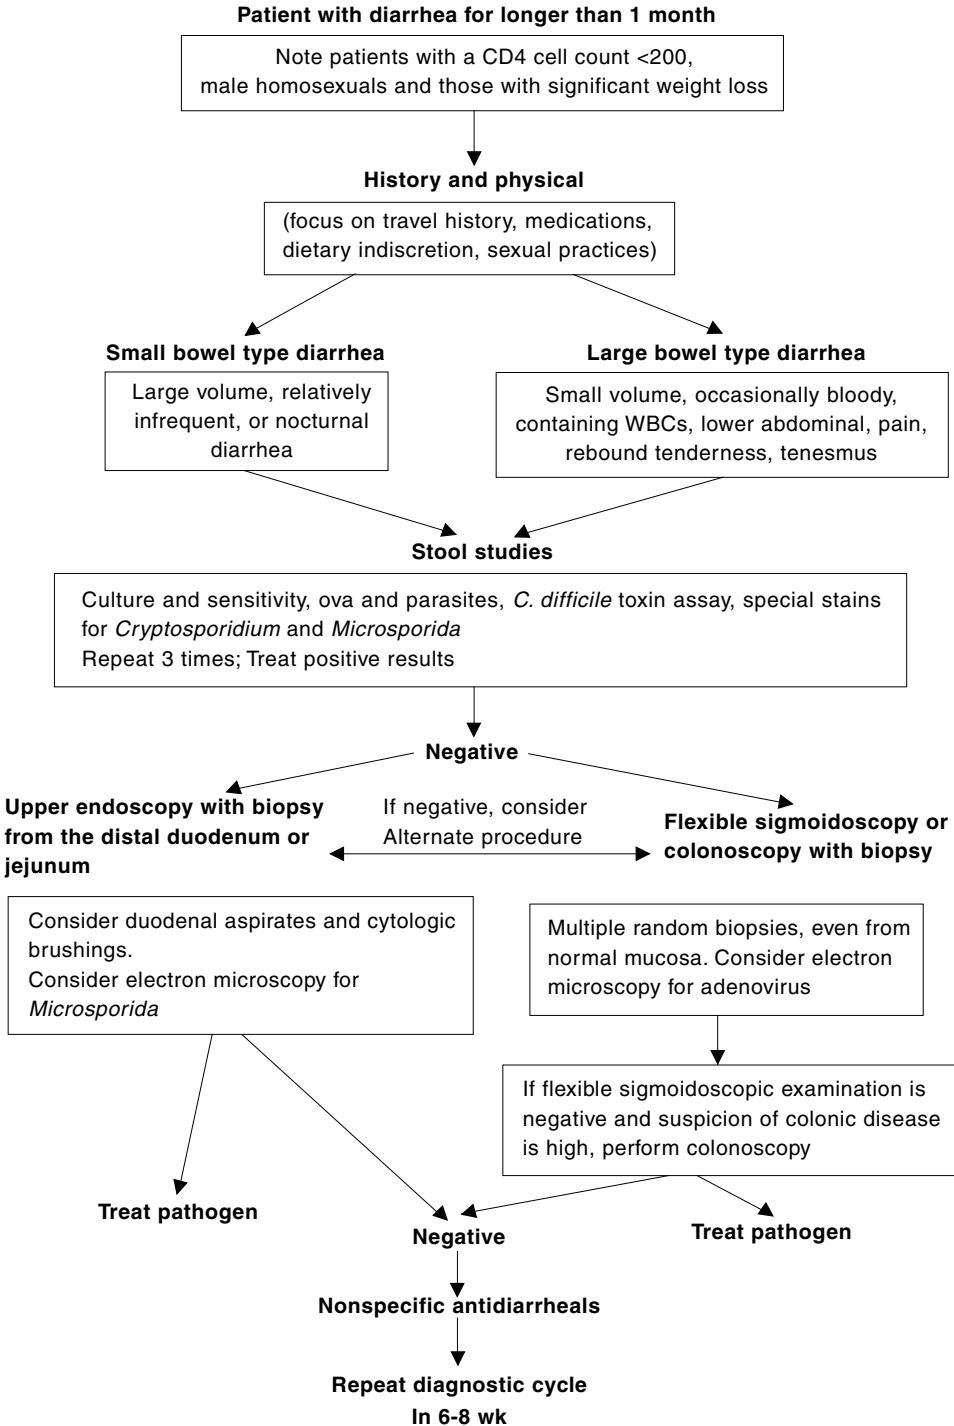 Patient with diarrhea for longer than 1 month
Note patients with a CD4 cell count <200,
male homosexuals and those with significant weight loss
History and physical
(focus on travel history, medications,
dietary indiscretion, sexual practices)
Small bowel type diarrhea
Large volume, relatively
infrequent, or nocturnal
diarrhea
Large bowel type diarrhea
Small volume, occasionally bloody,
containing WBCs, lower abdominal, pain,
rebound tenderness, tenesmus
Stool studies
Culture and sensitivity, ova and parasites, C. difficile toxin assay, special stains
for Cryptosporidium and Microsporida
Repeat 3 times; Treat positive results
Negative
Upper endoscopy with biopsy
from the distal duodenum or
jejunum
If negative, consider
Alternate procedure
Flexible sigmoidoscopy or
colonoscopy with biopsy
Consider duodenal aspirates and cytologic
brushings.
Consider electron microscopy for
Microsporida
Multiple random biopsies, even from
normal mucosa. Consider electron
microscopy for adenovirus
If flexible sigmoidoscopic examination is
negative and suspicion of colonic disease
is high, perform colonoscopy
Treat pathogen
Negative
Treat pathogen
Nonspecific antidiarrheals
Repeat diagnostic cycle
In 6-8 wk